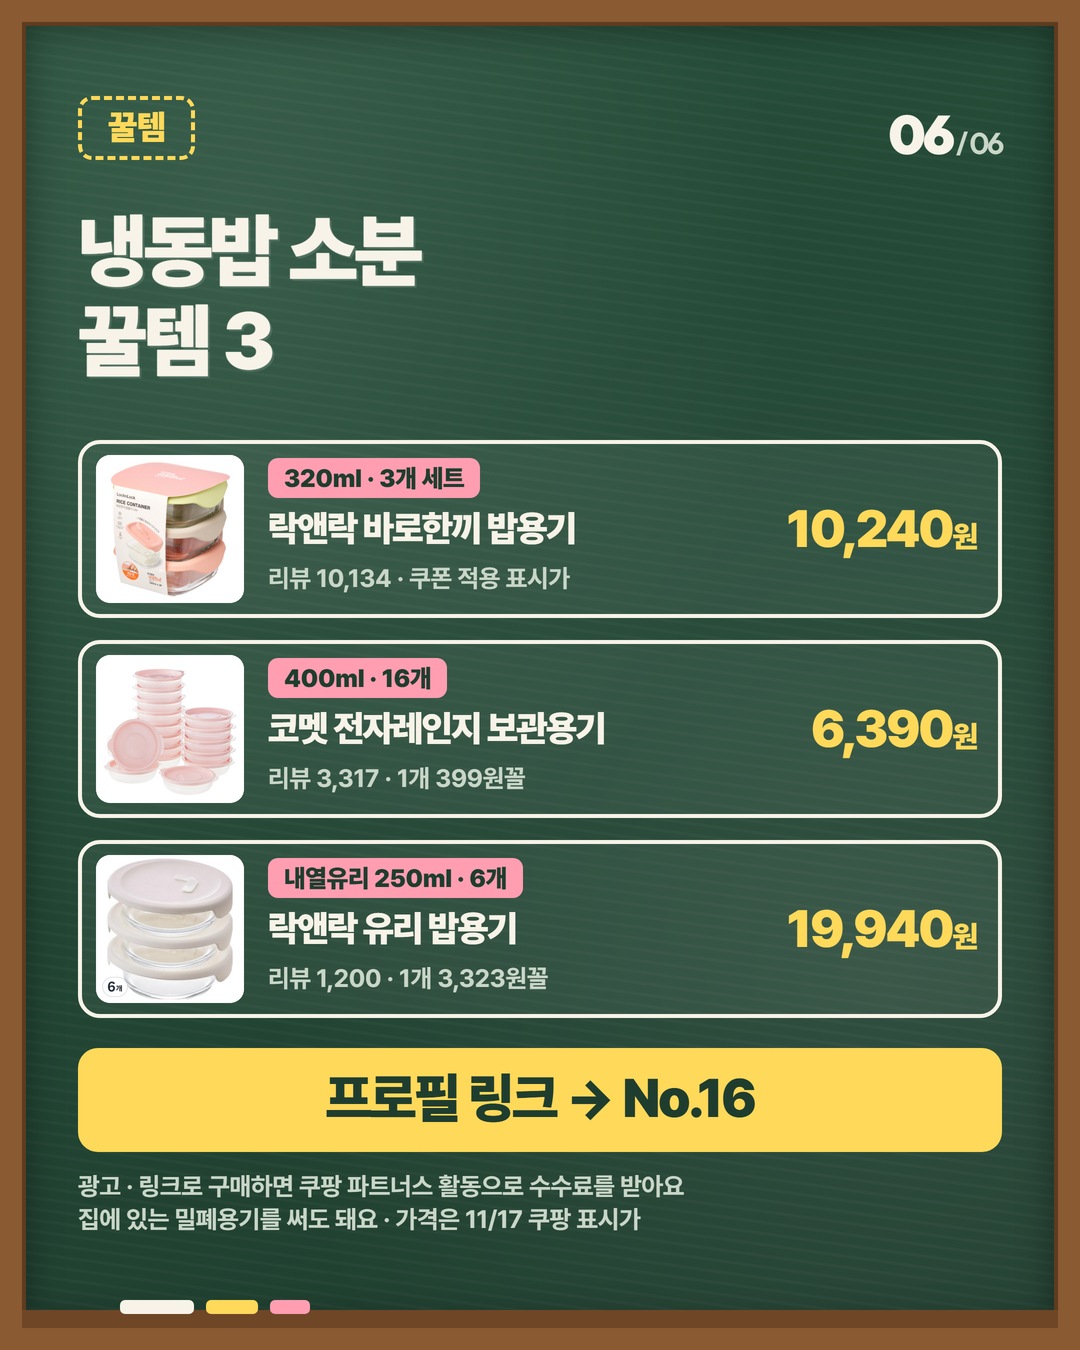 꿀템
06/06
냉동밥 소분
꿀템 3
LocknLock
RICE CONTAINER
320ml · 3개 세트
락앤락 바로한끼 밥용기
10,240원
리뷰 10,134 · 쿠폰 적용 표시가
400ml · 16개
코멧 전자레인지 보관용기
6,390원
리뷰 3,317 · 1개 399원꼴
6개
내열유리 250ml · 6개
락앤락 유리 밥용기
19,940원
리뷰 1,200 · 1개 3,323원꼴
프로필 링크 → No.16
광고 · 링크로 구매하면 쿠팡 파트너스 활동으로 수수료를 받아요
집에 있는 밀폐용기를 써도 돼요 · 가격은 11/17 쿠팡 표시가